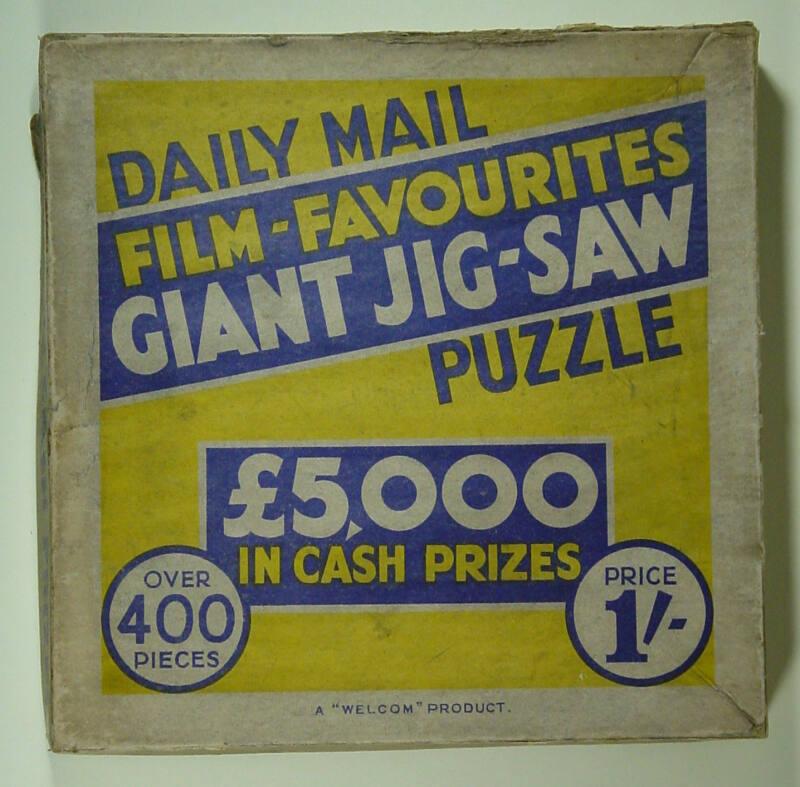 DAILY MAIL
FILM-FAVOURITES
GIANT JIG-SAW
PUZZLE
£5,000
IN CASH PRIZES
OVER
400
PIECES
PRICE
1/-
A "WELCOM" PRODUCT.